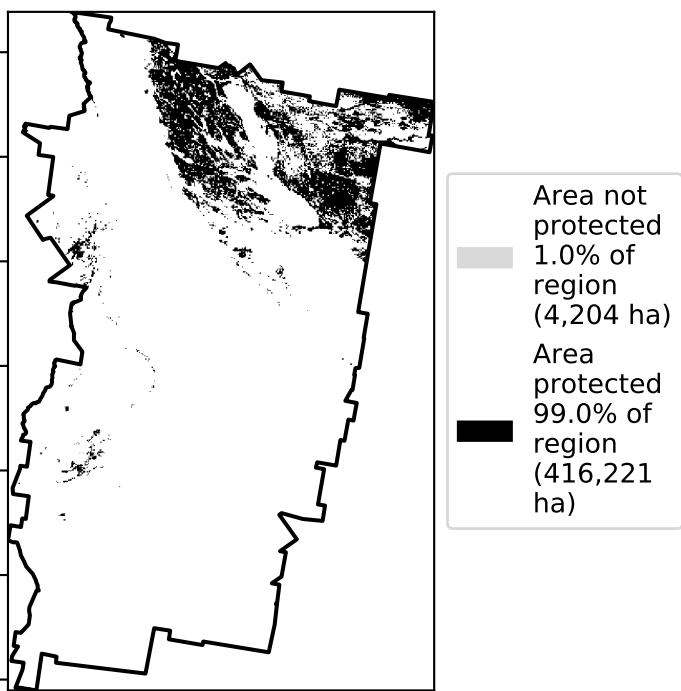 Area not
protected
1.0% of
region
(4,204 ha)
Area
protected
99.0% of
region
(416,221
ha)